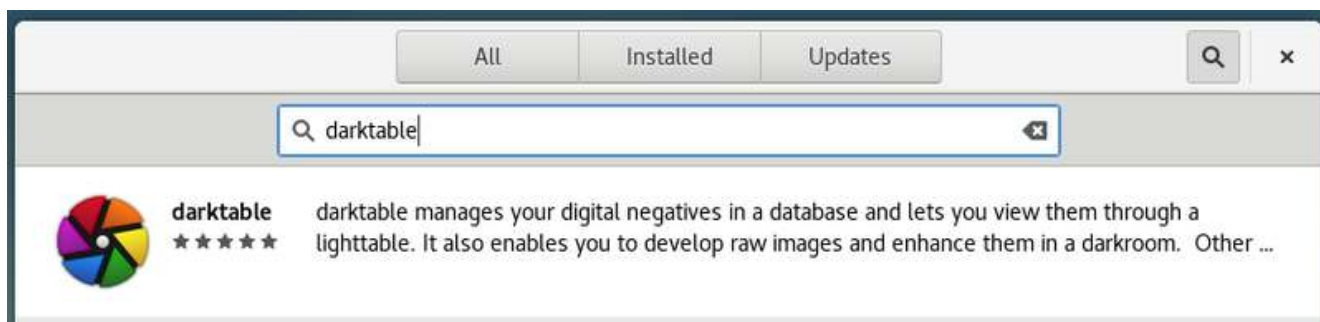 All Installed Updates
darktable
darktable
darktable manages your digital negatives in a database and lets you view them through a
lighttable. It also enables you to develop raw images and enhance them in a darkroom. Other ...